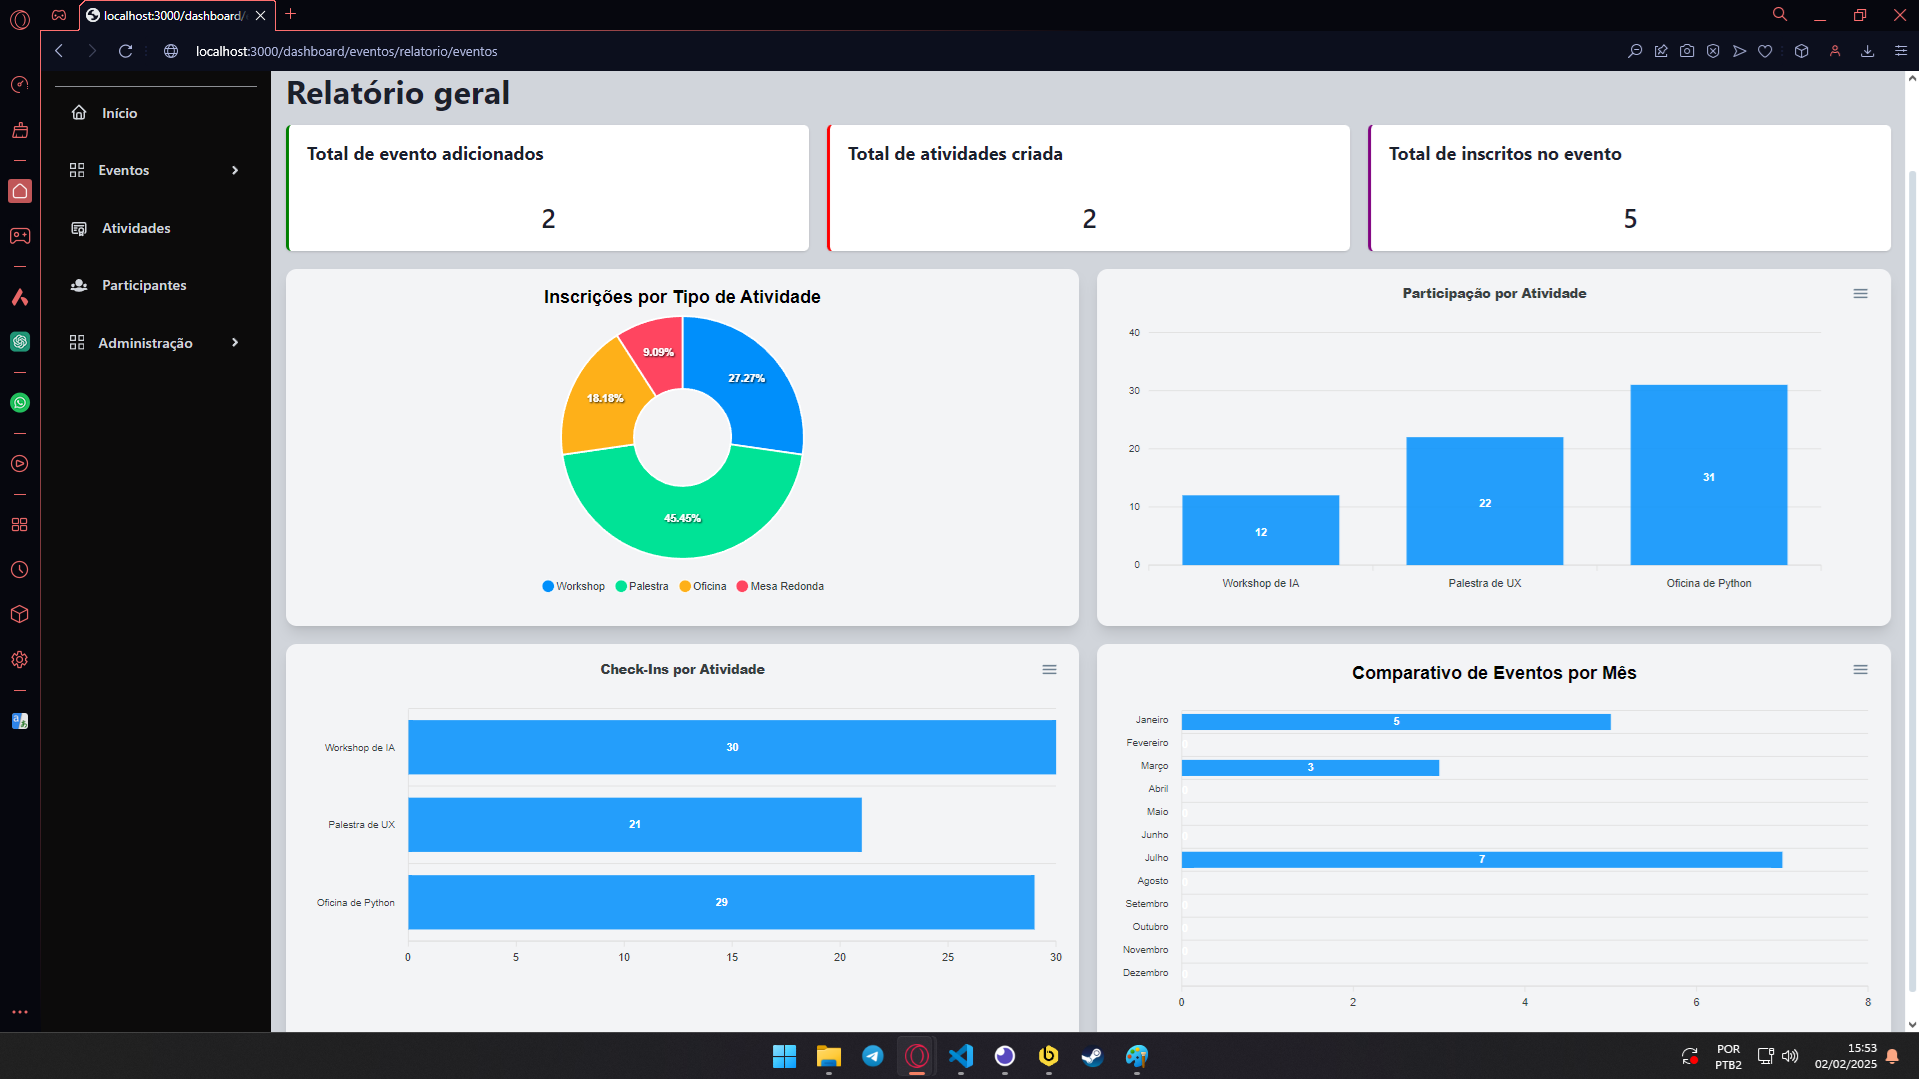 localhost:3000/dashboard/
localhost:3000/dashboard/eventos/relatorio/eventos
Início
Eventos
Atividades
Participantes
Administração
Relatório geral
Total de evento adicionados
2
Total de atividades criada
2
Total de inscritos no evento
5
Inscrições por Tipo de Atividade
9.09%
27.27%
18.18%
45.45%
Workshop Palestra Oficina Mesa Redonda
Participação por Atividade
40
30
20
10
0
12
22
31
Workshop de IA
Palestra de UX
Oficina de Python
Check-Ins por Atividade
Workshop de IA
30
Palestra de UX
21
Oficina de Python
29
0 5 10 15 20 25 30
Comparativo de Eventos por Mês
Janeiro
5
Fevereiro
0
Março
3
Abril
0
Maio
0
Junho
0
Julho
7
Agosto
0
Setembro
0
Outubro
0
Novembro
0
Dezembro
0
0 2 4 6 8
POR
PTB2
15:53
02/02/2025